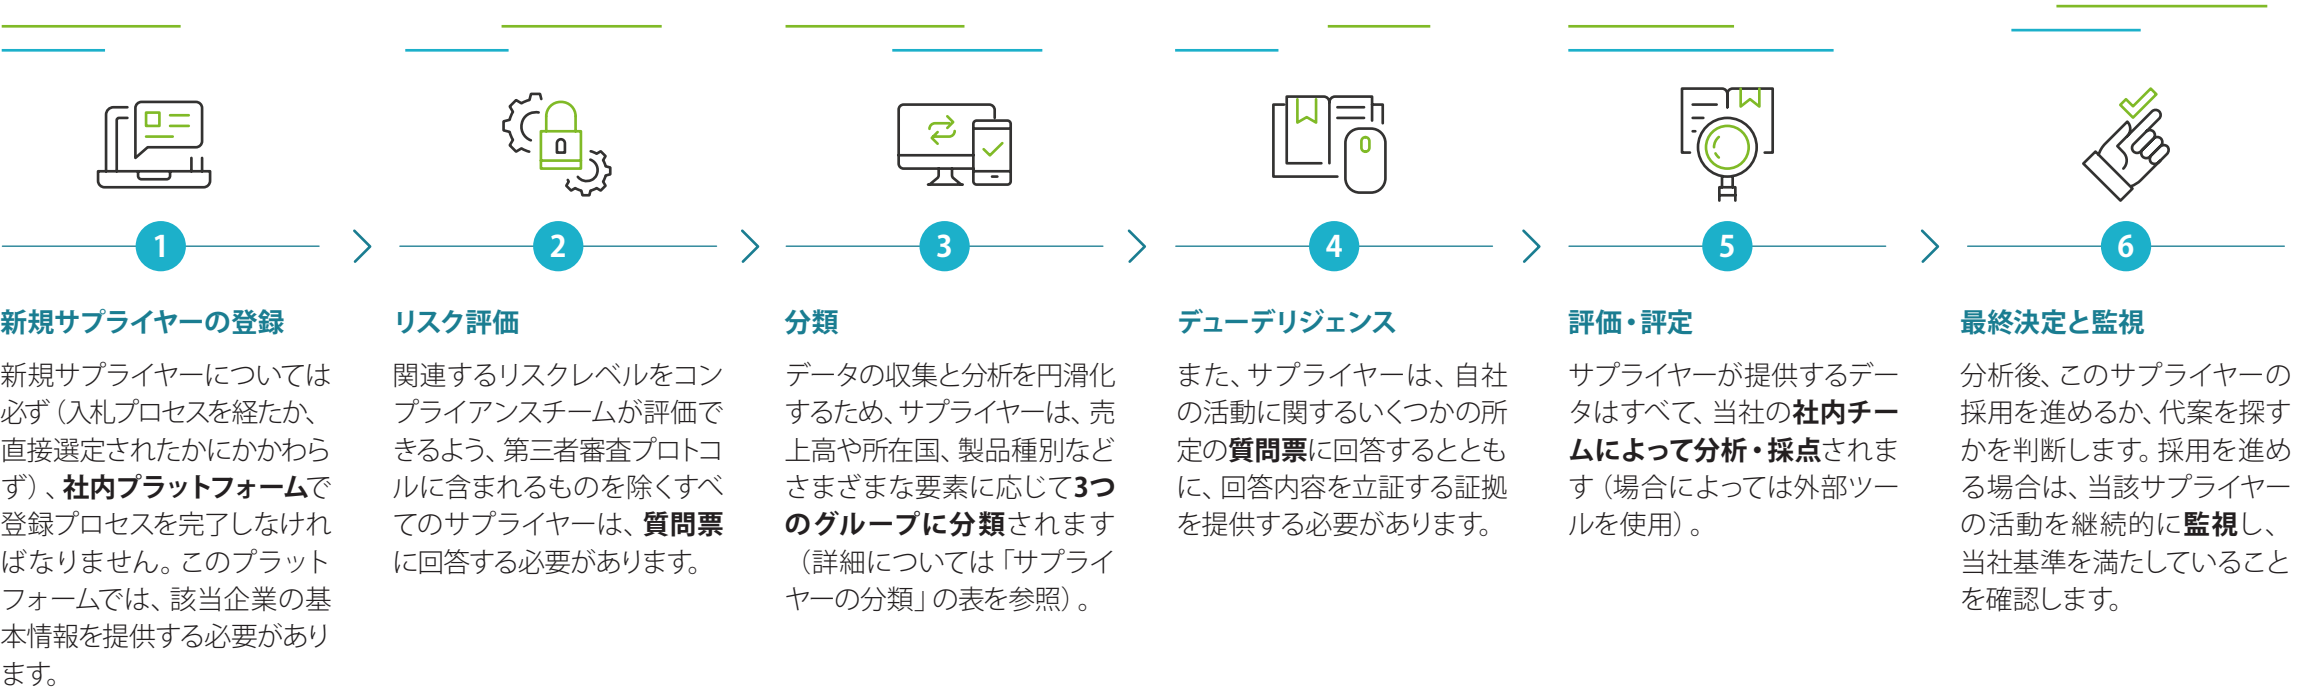 1
新規サプライヤーの登録
新規サプライヤーについては
必ず（入札プロセスを経たか、
直接選定されたかにかかわら
ず）、社内プラットフォームで
登録プロセスを完了しなけれ
ばなりません。このプラット
フォームでは、該当企業の基
本情報を提供する必要があり
ます。
2
リスク評価
関連するリスクレベルをコン
プライアンスチームが評価で
きるよう、第三者審査プロトコ
ルに含まれるものを除くすべ
てのサプライヤーは、質問票
に回答する必要があります。
3
分類
データの収集と分析を円滑化
するため、サプライヤーは、売
上高や所在国、製品種別など
さまざまな要素に応じて3つ
のグループに分類されます
（詳細については「サプライ
ヤーの分類」の表を参照）。
4
デューデリジェンス
また、サプライヤーは、自社
の活動に関するいくつかの所
定の質問票に回答するととも
に、回答内容を立証する証拠
を提供する必要があります。
5
評価・評定
サプライヤーが提供するデー
タはすべて、当社の社内チー
ムによって分析・採点されま
す（場合によっては外部ツー
ルを使用）。
6
最終決定と監視
分析後、このサプライヤーの
採用を進めるか、代案を探す
かを判断します。採用を進め
る場合は、当該サプライヤー
の活動を継続的に監視し、
当社基準を満たしていること
を確認します。